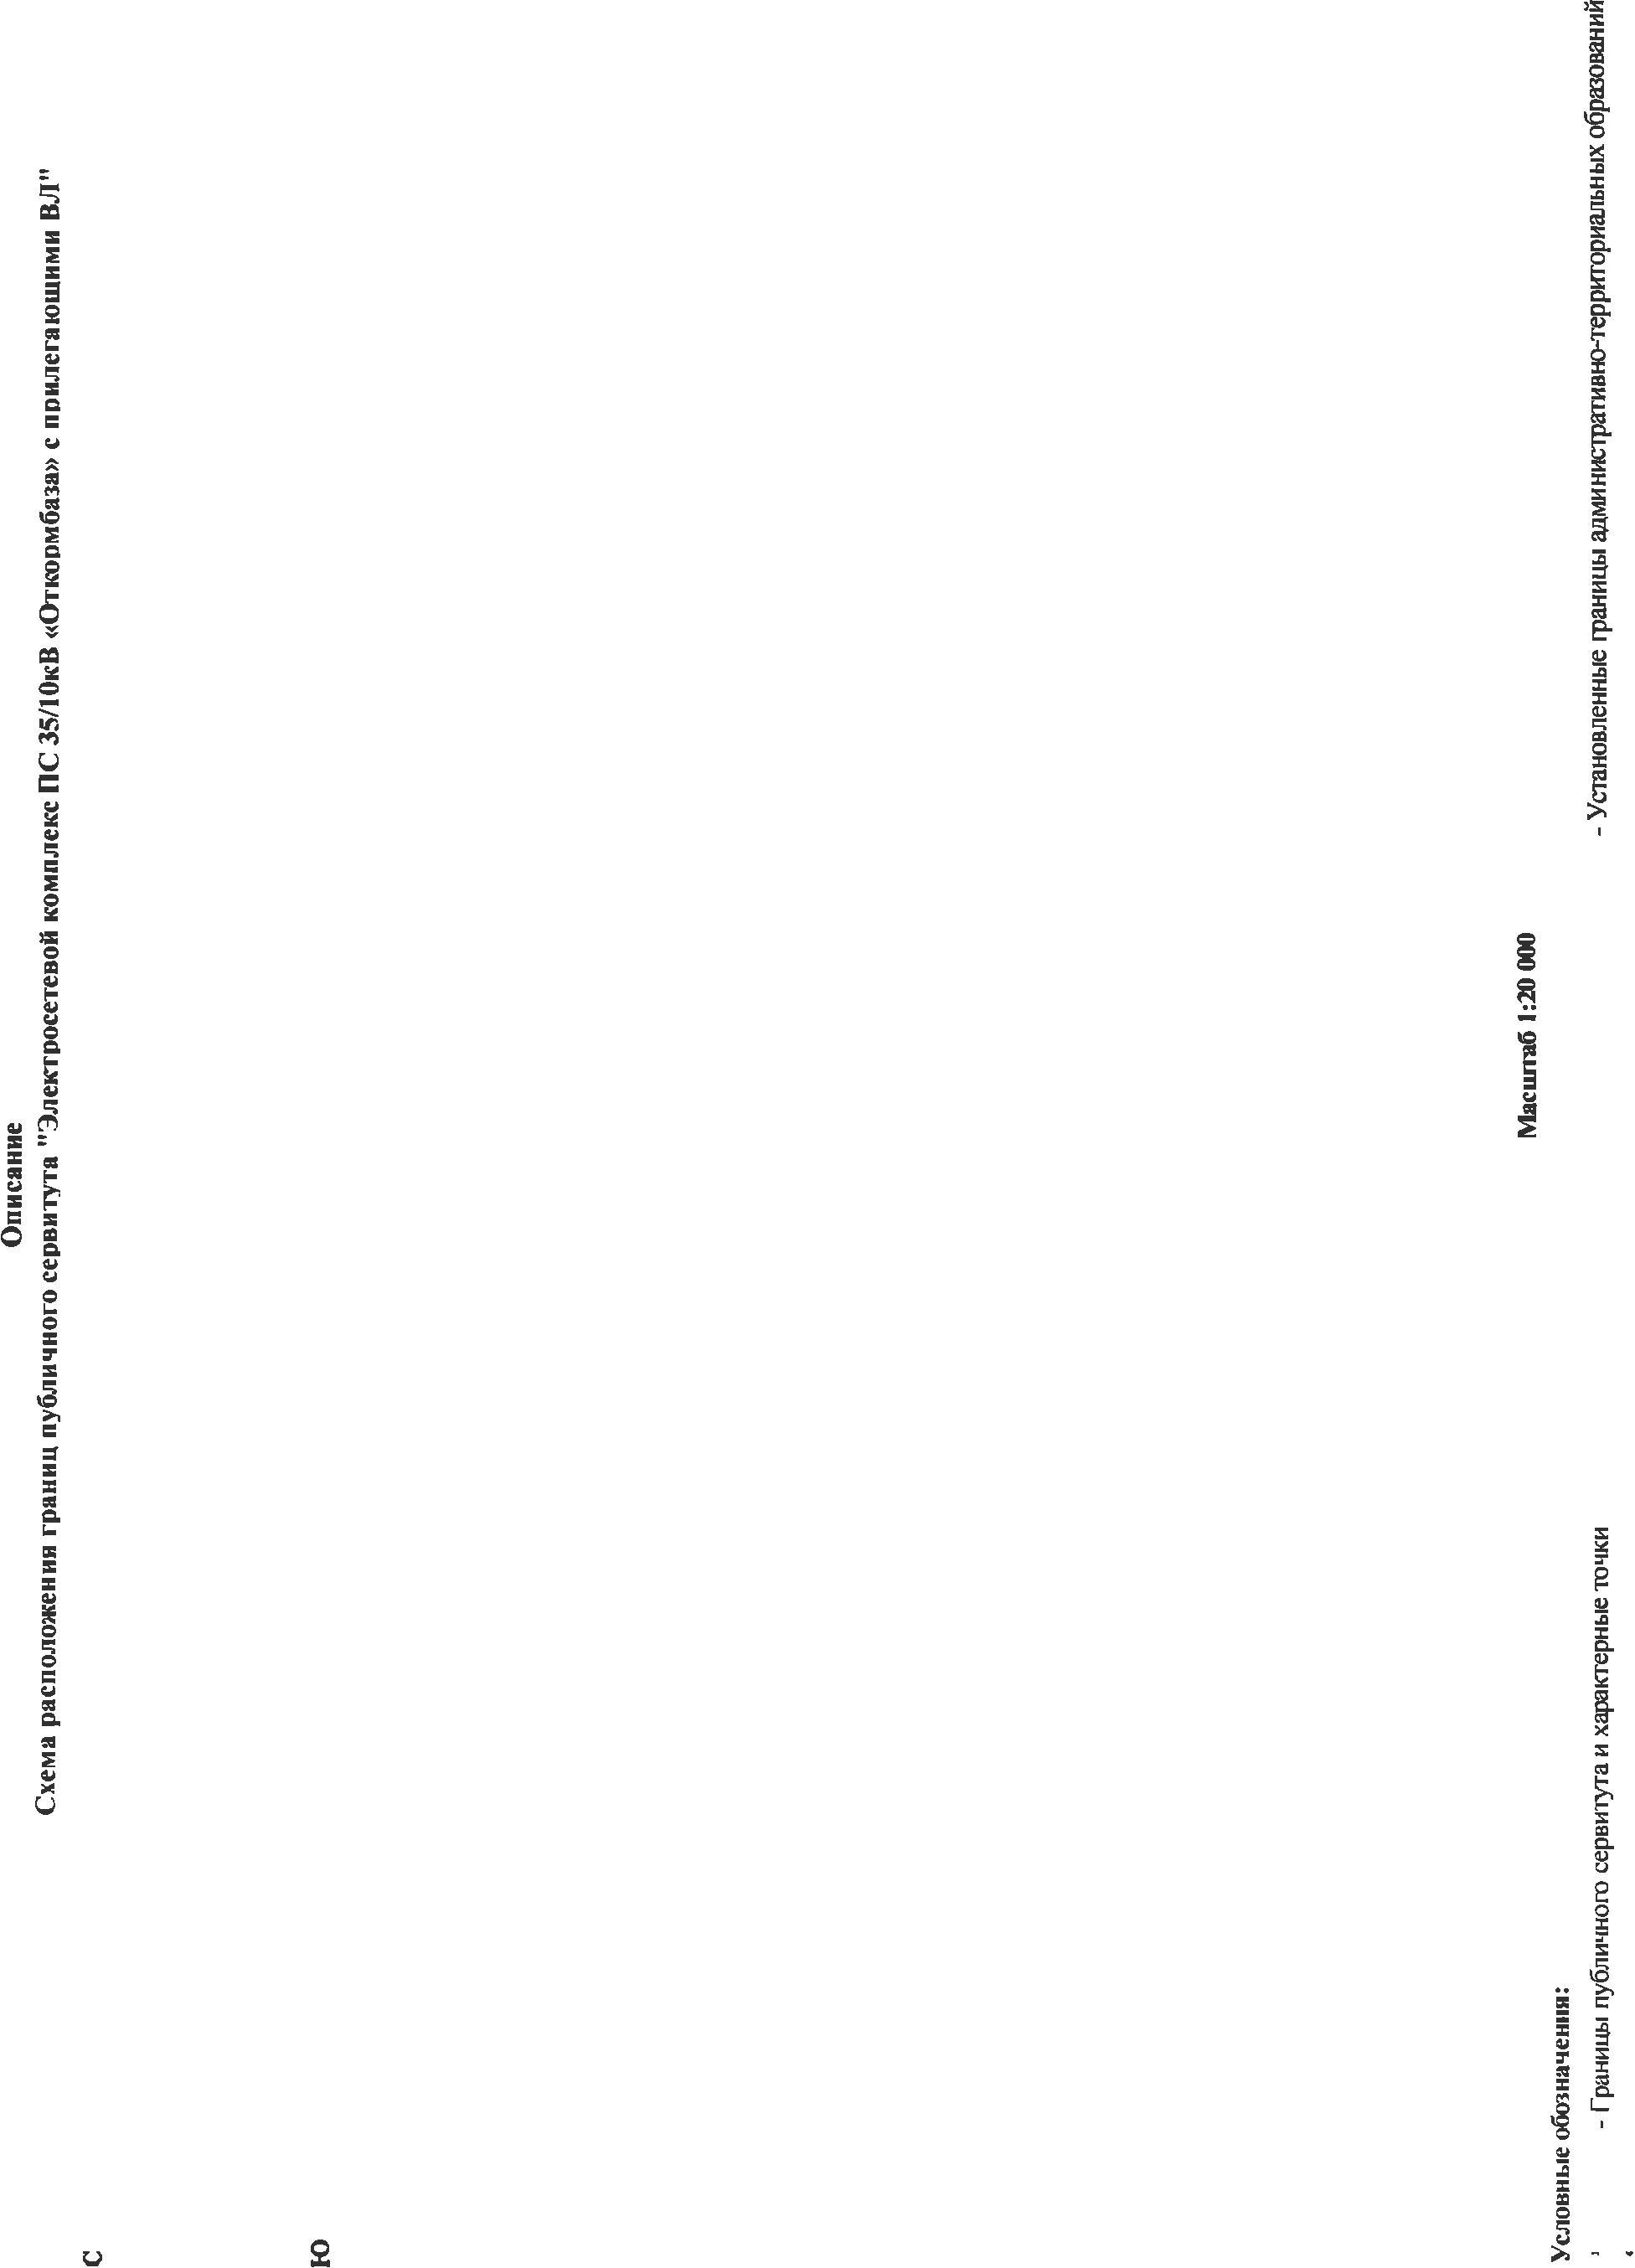 Описание
Схема расположения границ публичного сервитута "Электросетевой комплекс ПС 35/10кВ «Откормбаза» с прилегающими ВЛ"
С
Ю
Масштаб 1:20 000
Условные обозначения:
- Границы публичного сервитута и характерные точки
- Установленные границы административно-территориальных образований